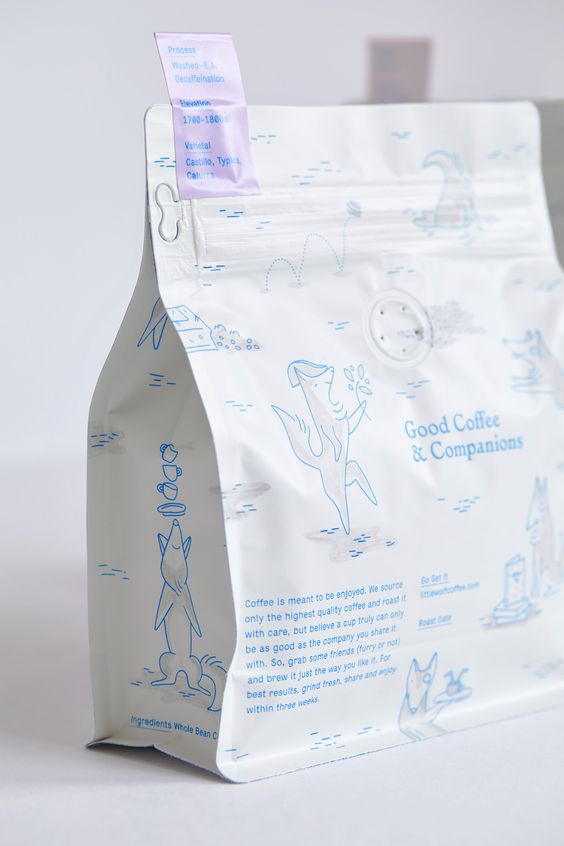 Process
Washed—E.A.
Decaffeination
Elevation
1700-1800m
Varietal
Castillo, Typica,
Caturra
Good Coffee
& Companions
Coffee is meant to be enjoyed. We source
only the highest quality coffee and roast it
with care, but believe a cup truly can only
be as good as the company you share it
with. So, grab some friends (furry or not)
and brew it just the way you like it. For
best results, grind fresh, share and enjoy
within three weeks.
Go Get It
littlewolfcoffee.com
Roast Date
Ingredients Whole Bean